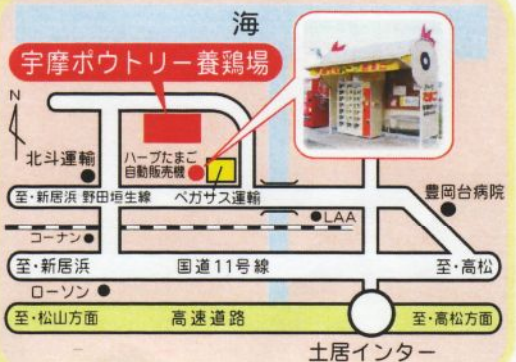 海
宇摩ポウトリー養鶏場
N
北斗運輸
ハーブたまご
自動販売機
ペガサス運輸
豊岡台病院
至・新居浜 野田垣生線
LAA
コーナン
至・新居浜
国道11号線
至・高松
ローソン
至・松山方面
高速道路
至・高松方面
土居インター